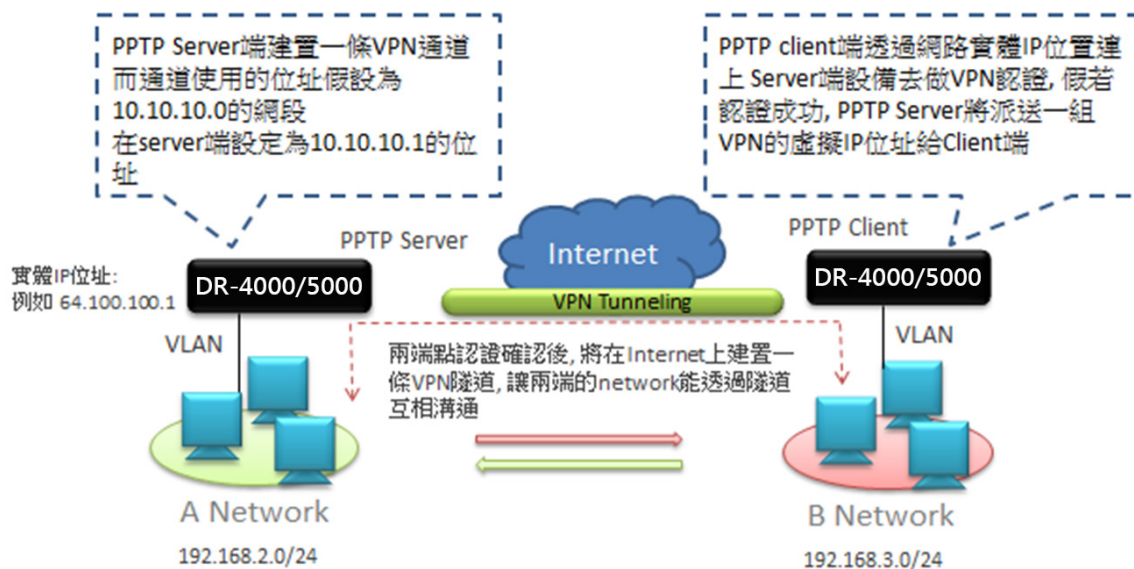 PPTP Server端建置一條VPN通道
而通道使用的位址假設為
10.10.10.0的網段
在server端設定為10.10.10.1的位
址
PPTP client端透過網路實體IP位置連
上 Server端設備去做VPN認證, 假若
認證成功, PPTP Server將派送一組
VPN的虛擬IP位址給Client端
PPTP Server
Internet
PPTP Client
實體IP位址:
例如 64.100.100.1
DR-4000/5000
DR-4000/5000
VPN Tunneling
VLAN
VLAN
兩端點認證確認後, 將在Internet上建置一
條VPN隧道, 讓兩端的network能透過隧道
互相溝通
A Network
192.168.2.0/24
B Network
192.168.3.0/24